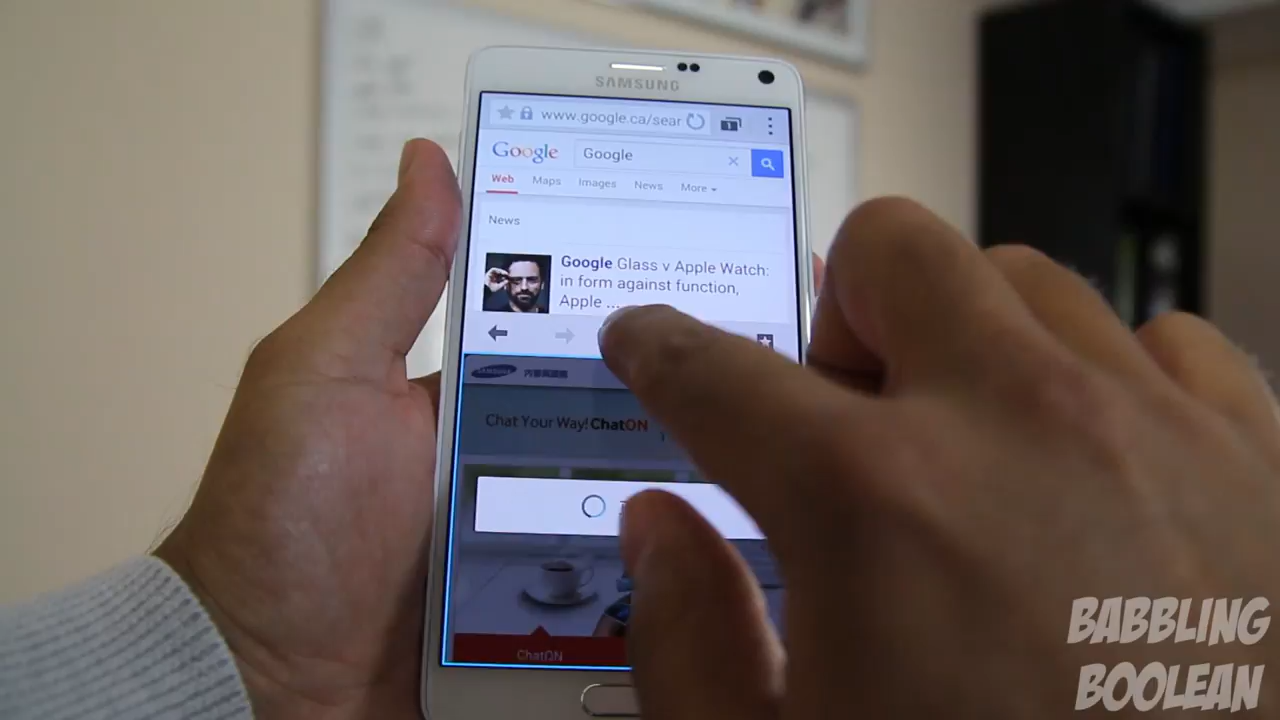 SAMSUNG
www.google.ca/sear
1
Google
Google
Web Maps Images News More
News
Google Glass v Apple Watch:
in form against function,
Apple ...
SAMSUNG
Chat Your Way! ChatON
ChatON
BABBLING
BOOLEAN